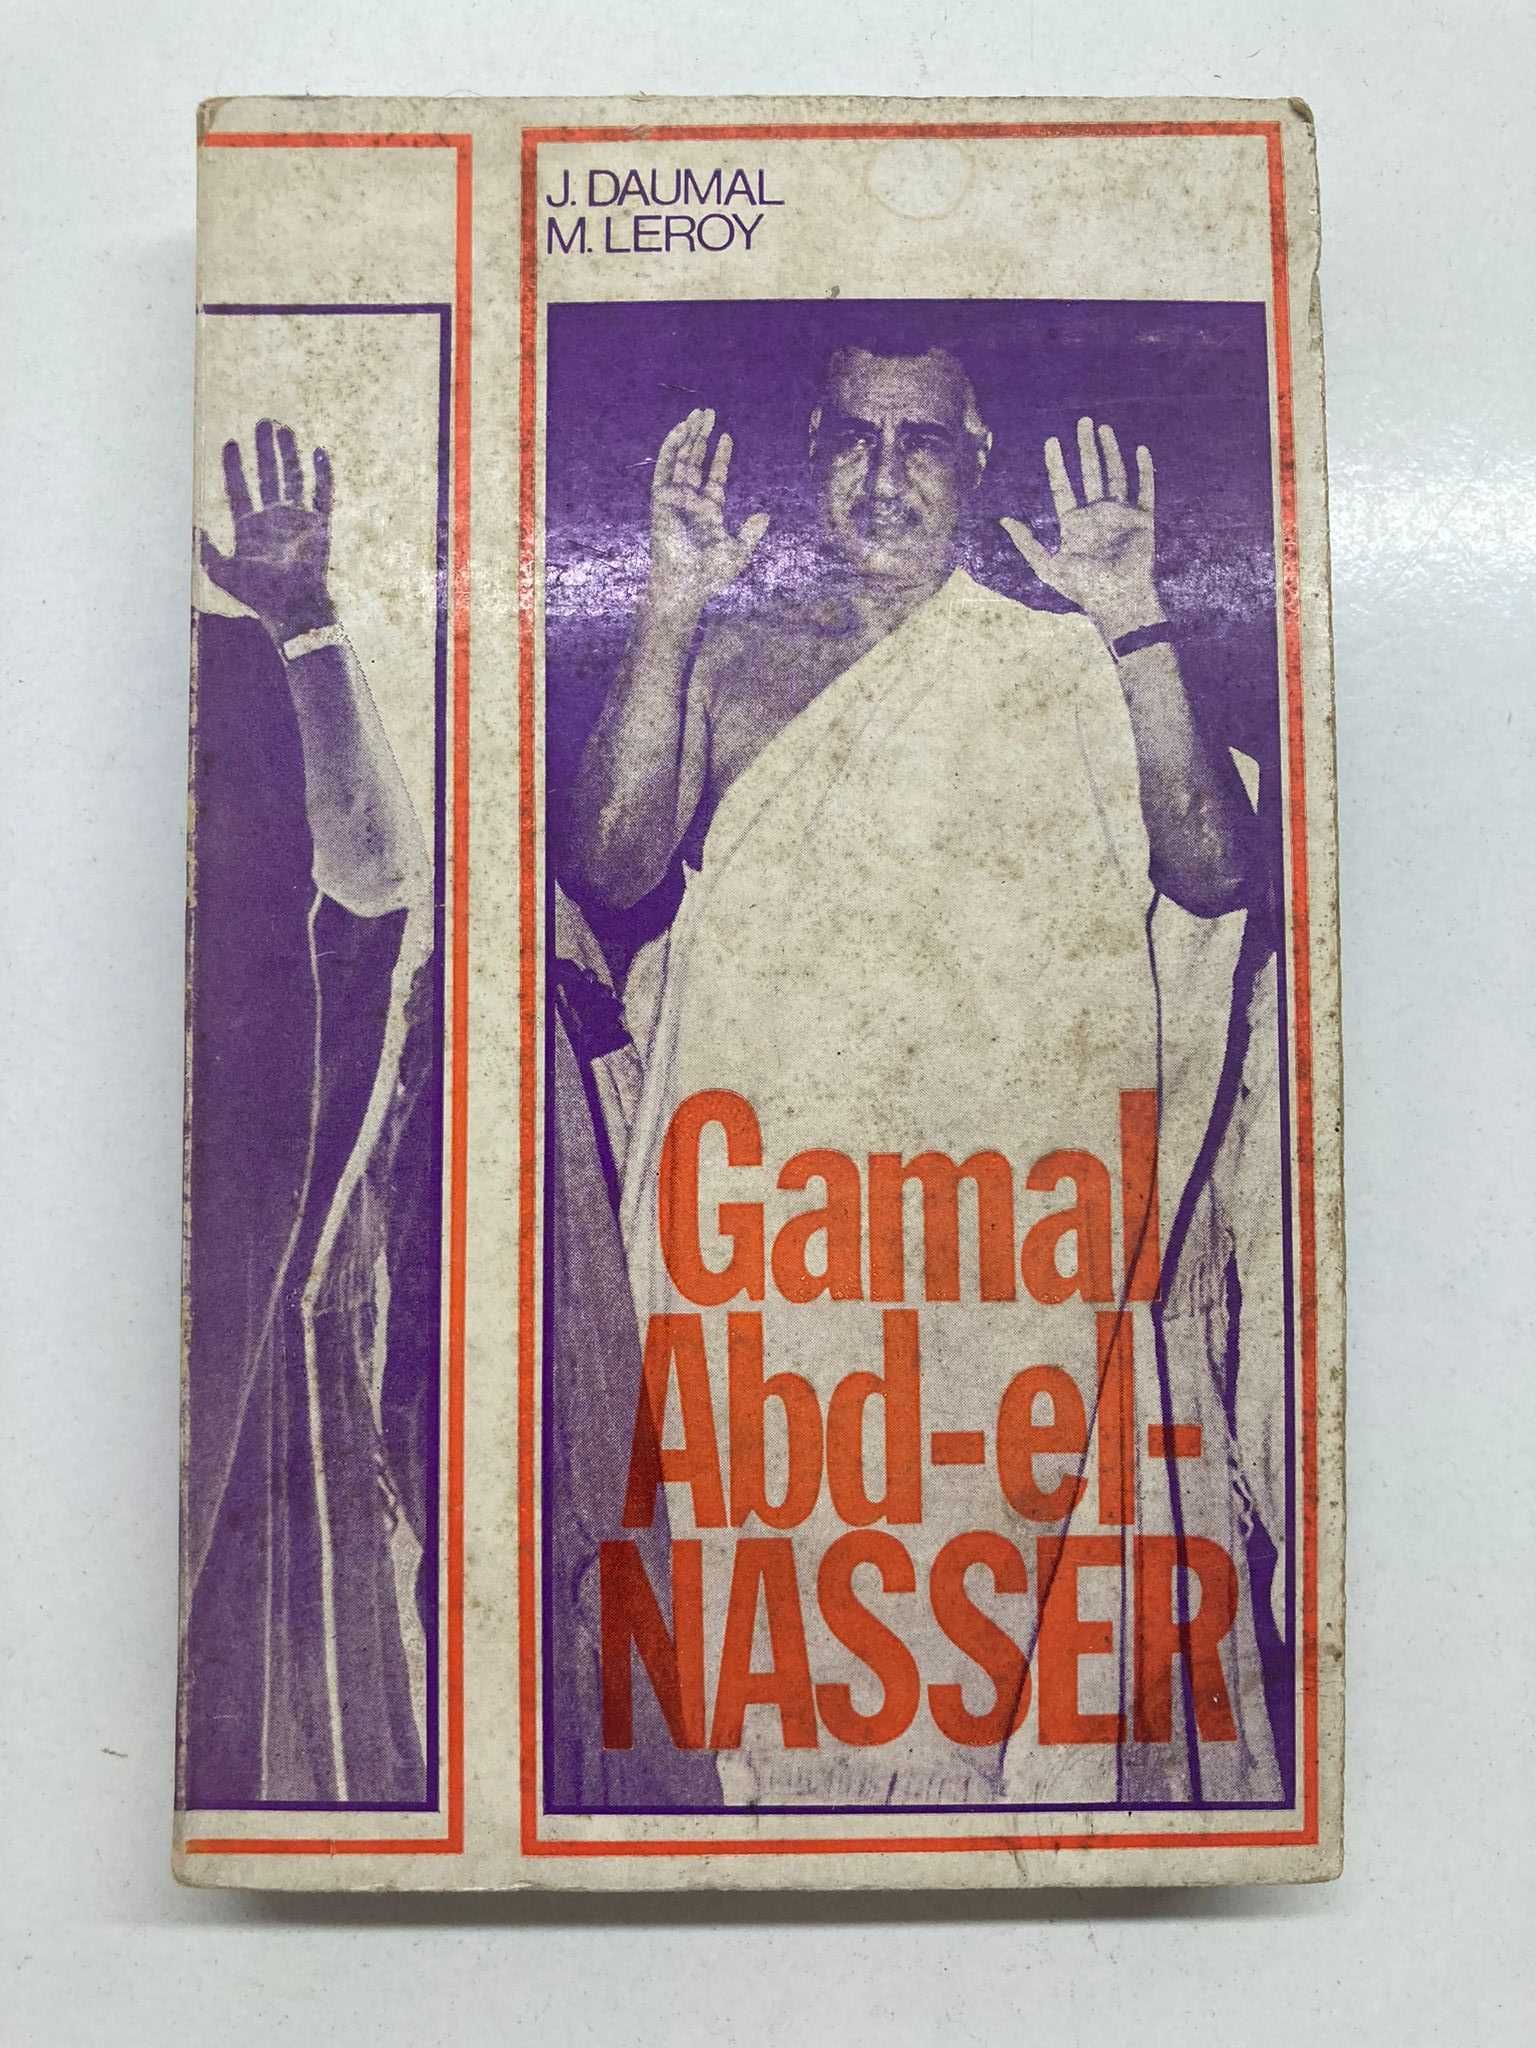 J. DAUMAL
M. LEROY
Gamal
Abd-el-
NASSER